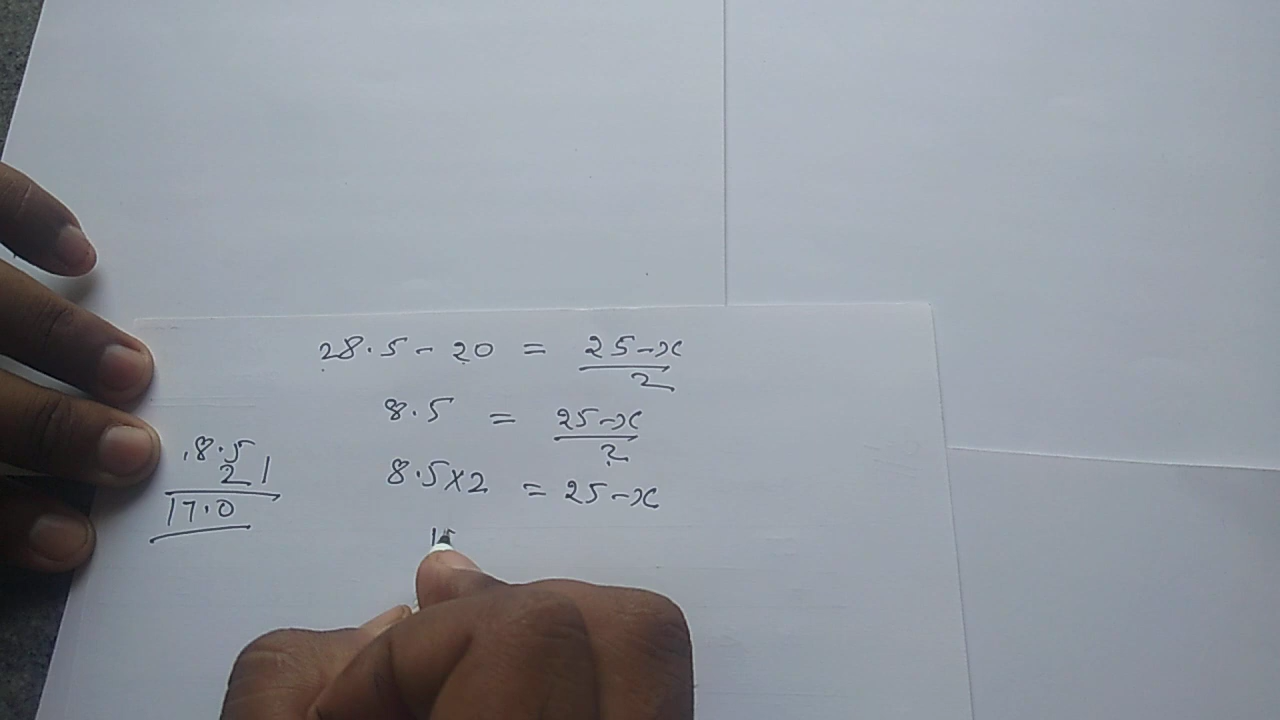 28.5 - 20 = 25-x
2
8.5 = 25-x
2
8.5
2 |
17.0
8.5x2 = 25-x